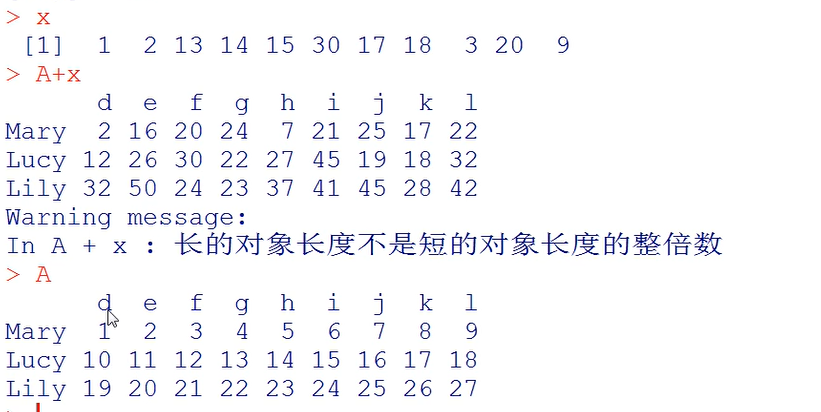 > x
 [1]  1  2 13 14 15 30 17 18  3 20  9
> A+x
      d  e  f  g  h  i  j  k  l
Mary  2 16 20 24  7 21 25 17 22
Lucy 12 26 30 22 27 45 19 18 32
Lily 32 50 24 23 37 41 45 28 42
Warning message:
In A + x : 长的对象长度不是短的对象长度的整倍数
> A
      d  e  f  g  h  i  j  k  l
Mary  1  2  3  4  5  6  7  8  9
Lucy 10 11 12 13 14 15 16 17 18
Lily 19 20 21 22 23 24 25 26 27